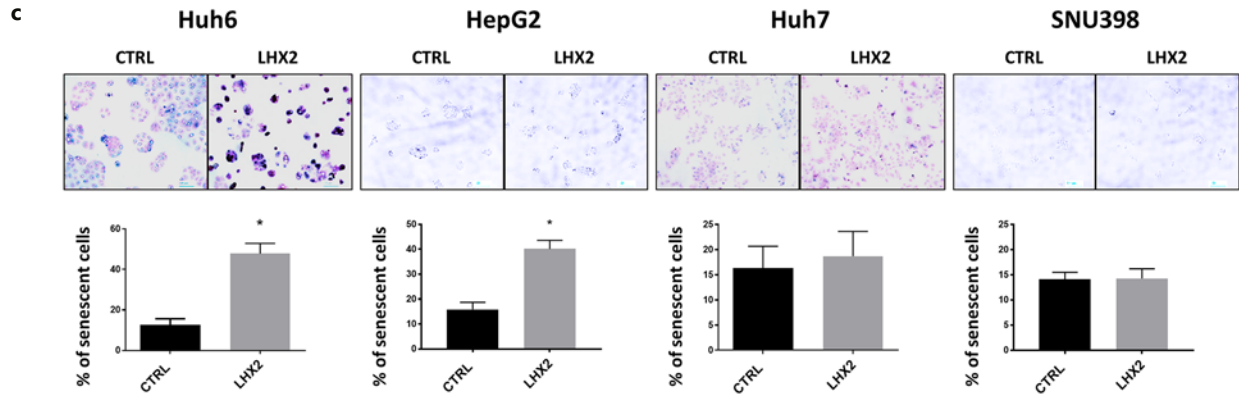 c
Huh6
HepG2
Huh7
SNU398
CTRL
LHX2
CTRL
LHX2
CTRL
LHX2
CTRL
LHX2
% of senescent cells
60
40
20
0
*
CTRL
LHX2
% of senescent cells
50
40
30
20
10
0
*
CTRL
LHX2
% of senescent cells
25
20
15
10
5
0
CTRL
LHX2
% of senescent cells
25
20
15
10
5
0
CTRL
LHX2